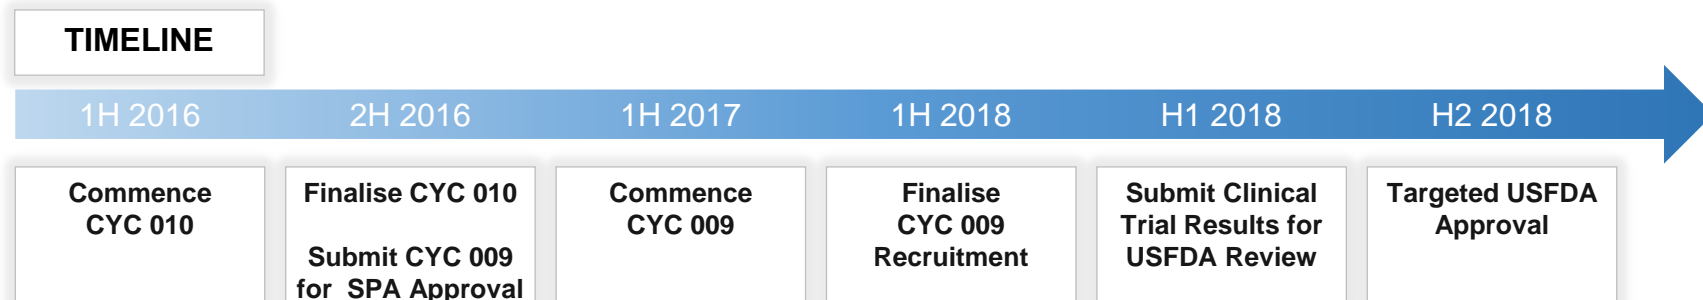 TIMELINE
1H 2016 2H 2016 1H 2017 1H 2018 H1 2018 H2 2018
Commence
CYC 010
Finalise CYC 010
Submit CYC 009
for SPA Approval
Commence
CYC 009
Finalise
CYC 009
Recruitment
Submit Clinical
Trial Results for
USFDA Review
Targeted USFDA
Approval